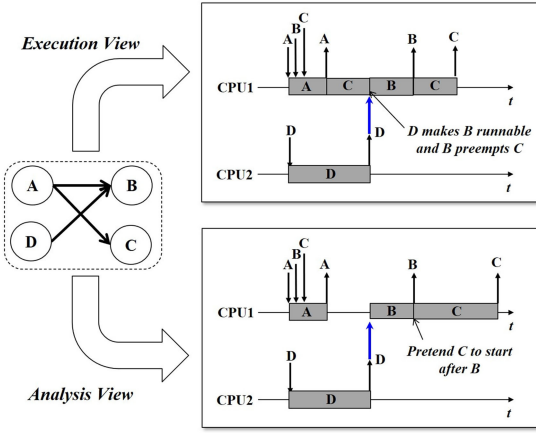 Execution View
C
B
A
A
B
C
CPU1
A
C
B
C
t
D
D
D makes B runnable
and B preempts C
CPU2
D
t
A
B
D
C
C
B
A
A
B
C
CPU1
A
B
C
t
D
D
Pretend C to start
after B
CPU2
D
t
Analysis View